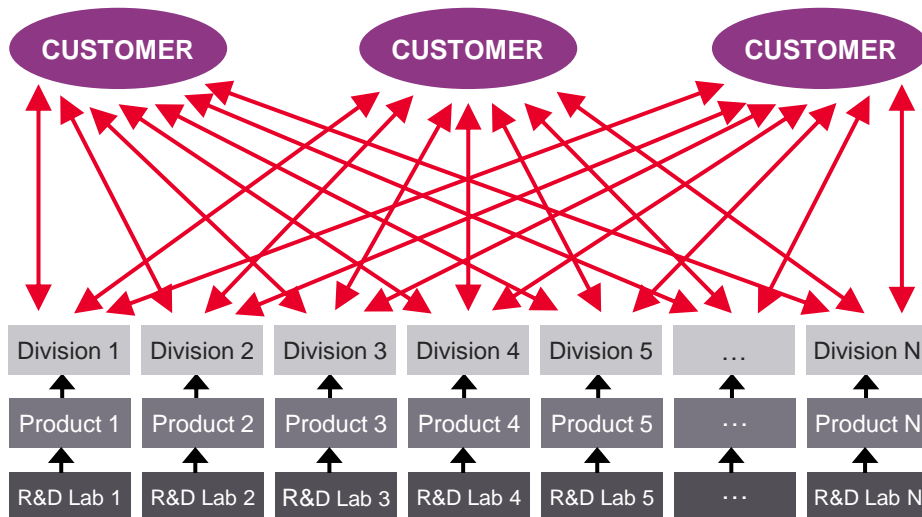 CUSTOMER CUSTOMER CUSTOMER
Division 1 Division 2 Division 3 Division 4 Division 5 ... Division N
Product 1 Product 2 Product 3 Product 4 Product 5 ... Product N
R&D Lab 1 R&D Lab 2 R&D Lab 3 R&D Lab 4 R&D Lab 5 ... R&D Lab N